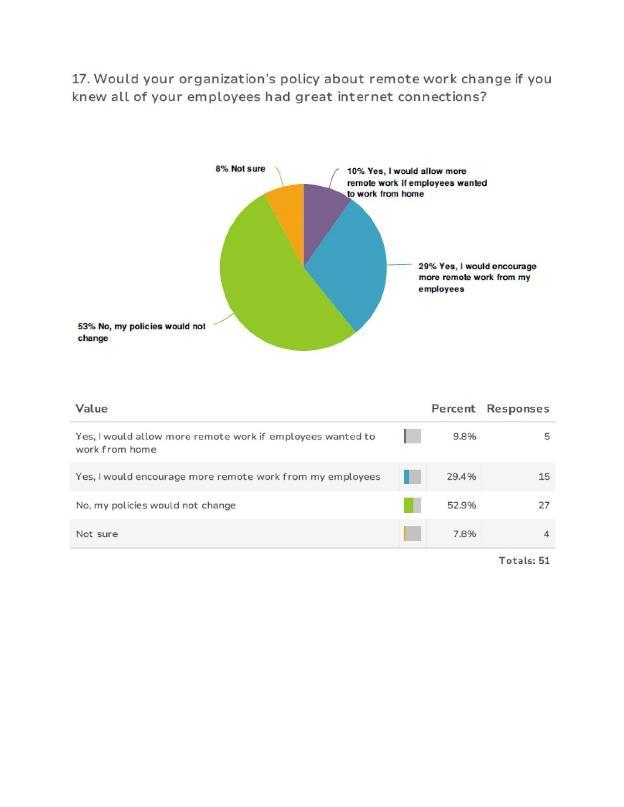 17. Would your organization's policy about remote work change if you
knew all of your employees had great internet connections?
8% Not sure
10% Yes, I would allow more
remote work if employees wanted
to work from home
29% Yes, I would encourage
more remote work from my
employees
53% No, my policies would not
change
Value Percent Responses
Yes, I would allow more remote work if employees wanted to
work from home 9.8% 5
Yes, I would encourage more remote work from my employees 29.4% 15
No, my policies would not change 52.9% 27
Not sure 7.8% 4
Totals: 51